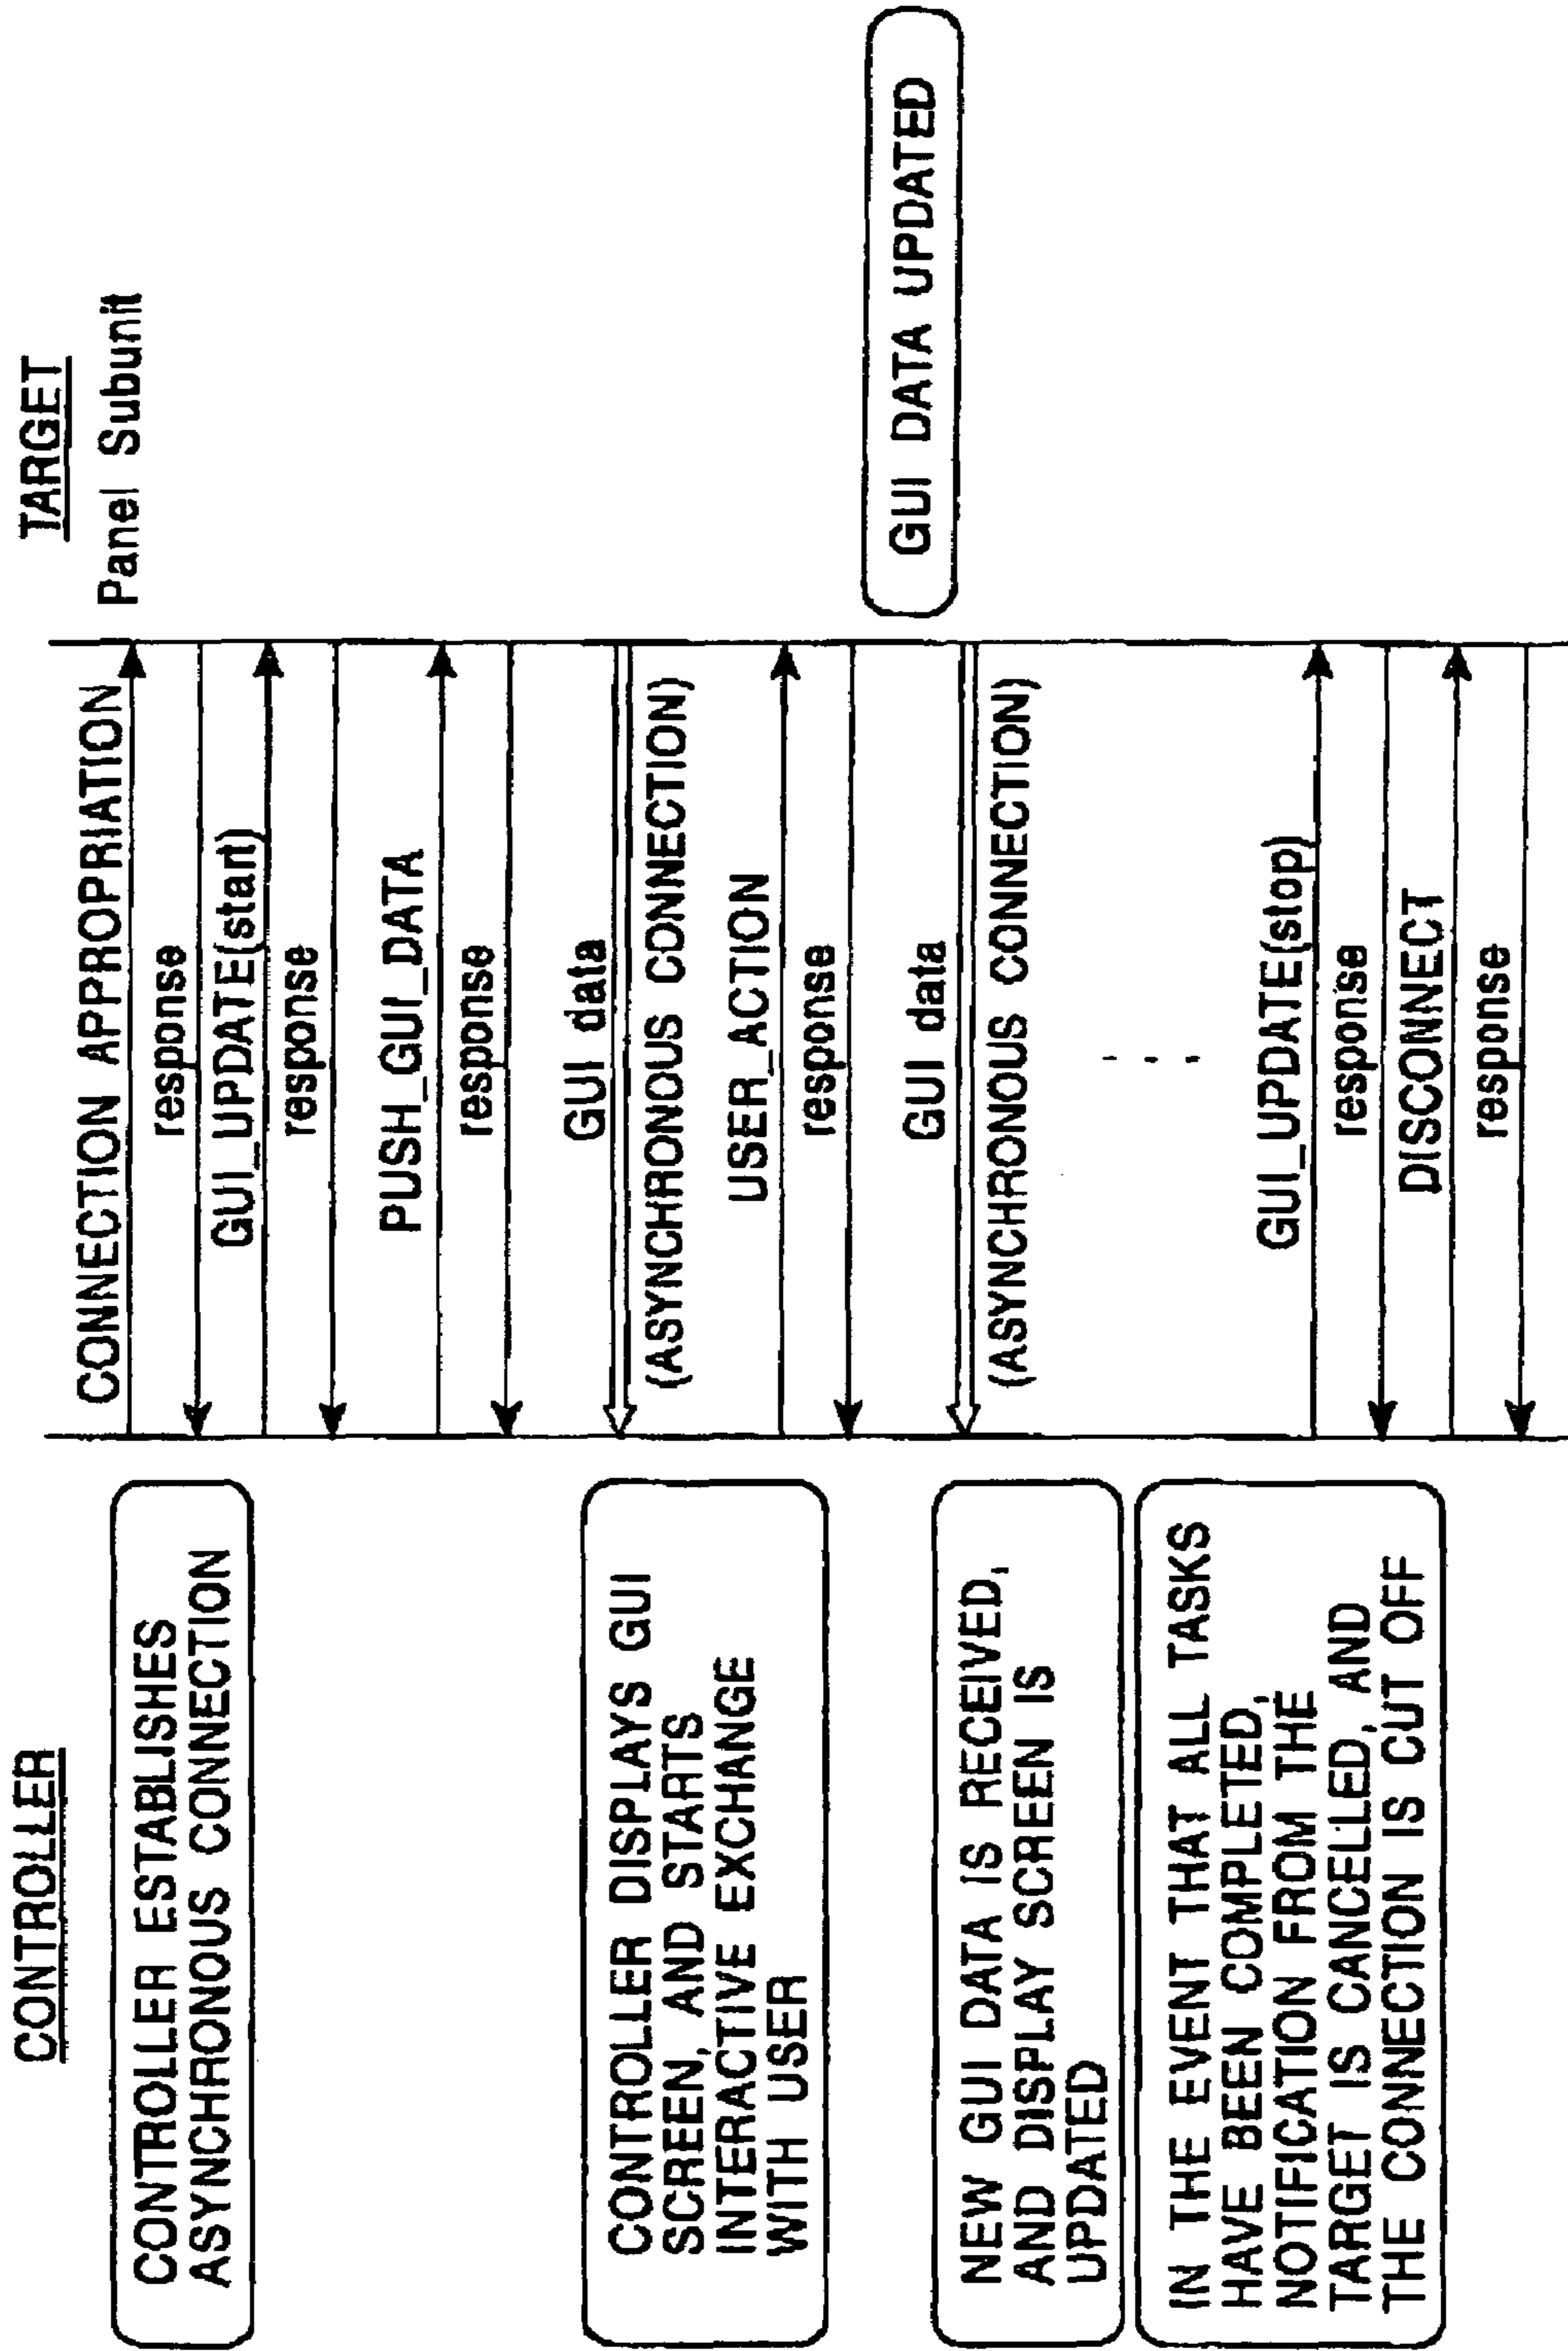 CONTROLLER
TARGET
Panel Subunit
CONTROLLER ESTABLISHES
ASYNCHRONOUS CONNECTION
CONNECTION APPROPRIATION
response
GUI_UPDATE(start)
response
PUSH_GUI_DATA
response
CONTROLLER DISPLAYS GUI
SCREEN, AND STARTS
INTERACTIVE EXCHANGE
WITH USER
GUI data
(ASYNCHRONOUS CONNECTION)
USER_ACTION
response
GUI DATA UPDATED
NEW GUI DATA IS RECEIVED,
AND DISPLAY SCREEN IS
UPDATED
GUI data
(ASYNCHRONOUS CONNECTION)
IN THE EVENT THAT ALL TASKS
HAVE BEEN COMPLETED,
NOTIFICATION FROM THE
TARGET IS CANCELLED, AND
THE CONNECTION IS CUT OFF
GUI_UPDATE(stop)
response
DISCONNECT
response